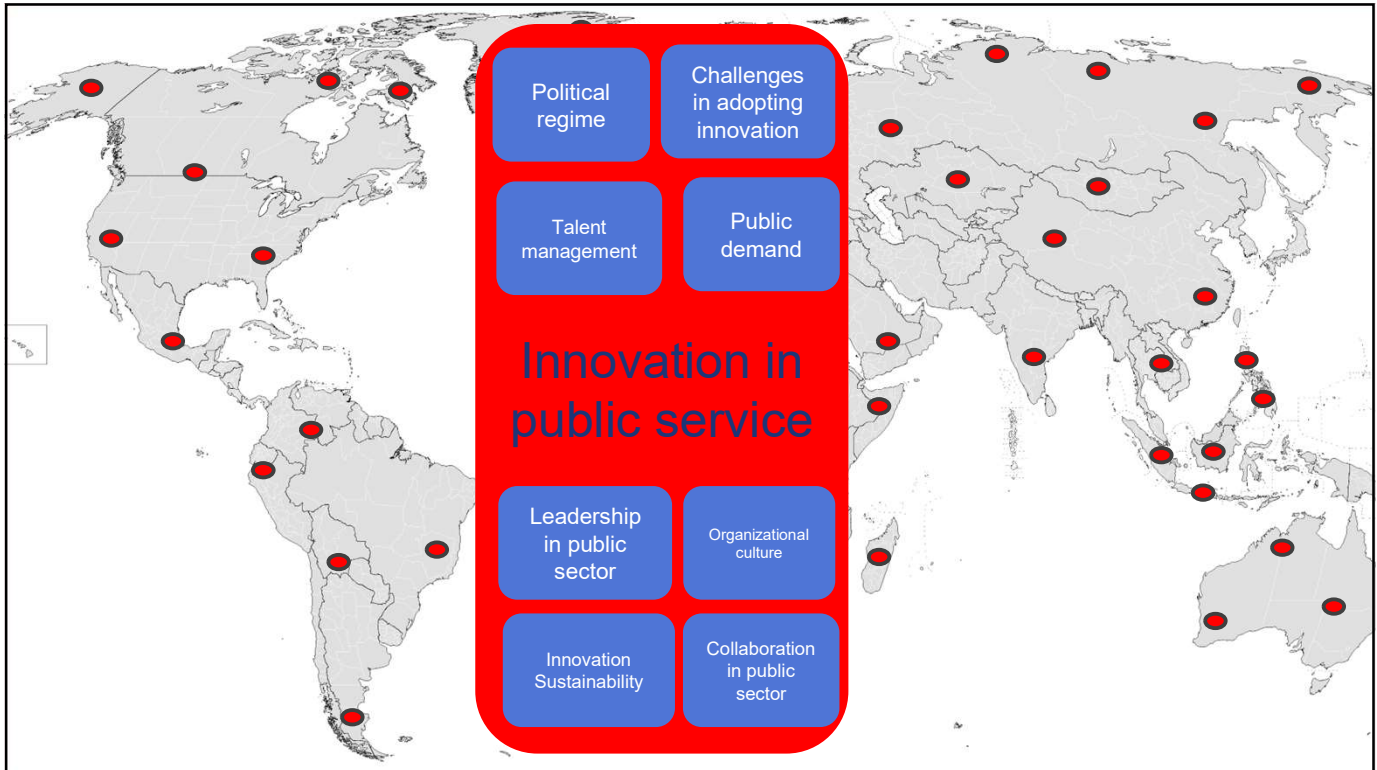 Political
regime
Challenges
in adopting
innovation
Talent
management
Public
demand
Innovation in
public service
Leadership
in public
sector
Organizational
culture
Innovation
Sustainability
Collaboration
in public
sector